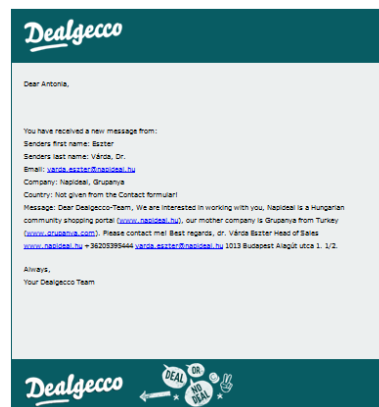 Dealgecco
Dear Antonia,
You have received a new message from:
Senders first name: Eszter
Senders last name: Várda, Dr.
Email: varda.eszter@napideal.hu
Company: Napideal, Grupanya
Country: Not given from the Contact formular!
Message: Dear Dealgecco-Team, We are interested in working with you, Napideal is a Hungarian
community shopping portal (www.napideal.hu), our mother company is Grupanya from Turkey
(www.grupanya.com). Please contact me! Best regards, dr. Várda Eszter Head of Sales
www.napideal.hu +36205395444 varda.eszter@napideal.hu 1013 Budapest Alagút utca 1. 1/2.
Always,
Your Dealgecco Team
Dealgecco
DEAL OR
NO
DEAL